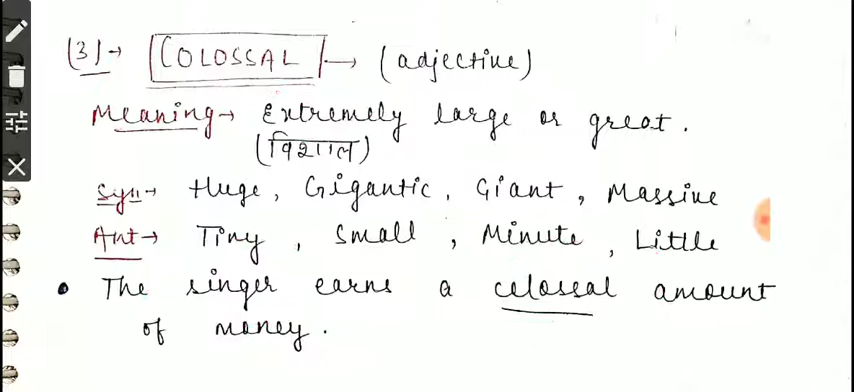 (3)→ COLOSSAL → (adjective)
Meaning→ Extremely large or great.
(विशाल)
Syn→ Huge, Gigantic, Giant, Massive
Ant→ Tiny, Small, Minute, Little
• The singer earns a colossal amount
of money.